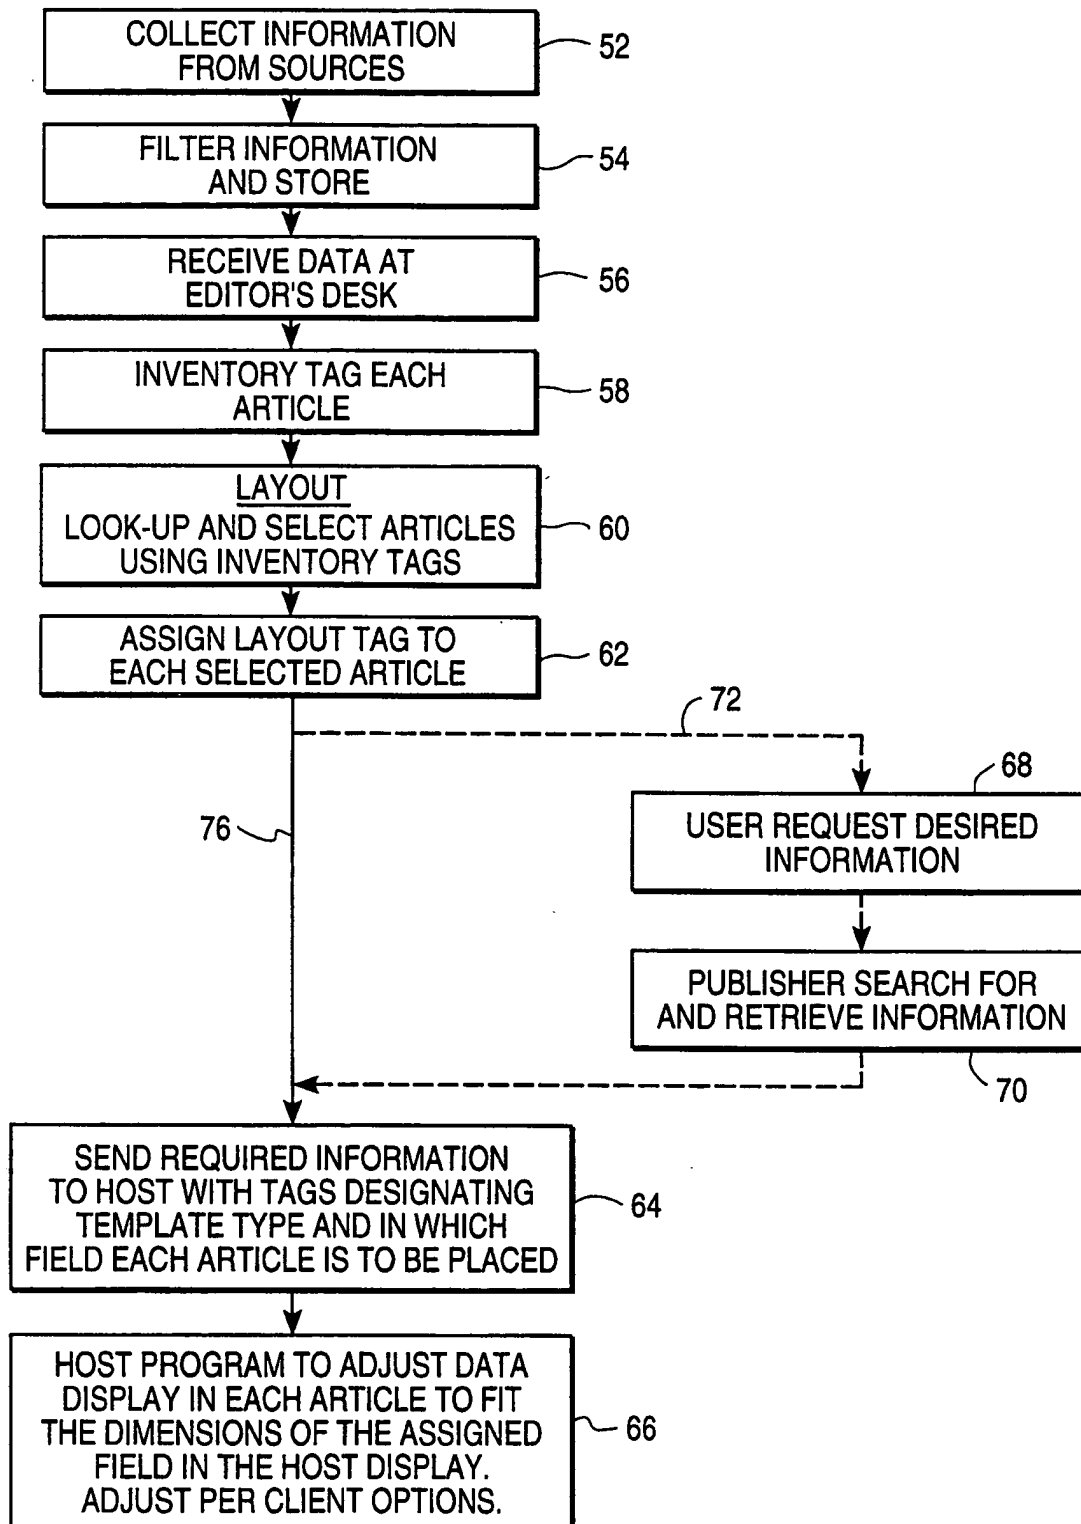 COLLECT INFORMATION
FROM SOURCES
52
FILTER INFORMATION
AND STORE
54
RECEIVE DATA AT
EDITOR'S DESK
56
INVENTORY TAG EACH
ARTICLE
58
LAYOUT
LOOK-UP AND SELECT ARTICLES
USING INVENTORY TAGS
60
ASSIGN LAYOUT TAG TO
EACH SELECTED ARTICLE
62
72
68
USER REQUEST DESIRED
INFORMATION
76
PUBLISHER SEARCH FOR
AND RETRIEVE INFORMATION
70
SEND REQUIRED INFORMATION
TO HOST WITH TAGS DESIGNATING
TEMPLATE TYPE AND IN WHICH
FIELD EACH ARTICLE IS TO BE PLACED
64
HOST PROGRAM TO ADJUST DATA
DISPLAY IN EACH ARTICLE TO FIT
THE DIMENSIONS OF THE ASSIGNED
FIELD IN THE HOST DISPLAY.
ADJUST PER CLIENT OPTIONS.
66